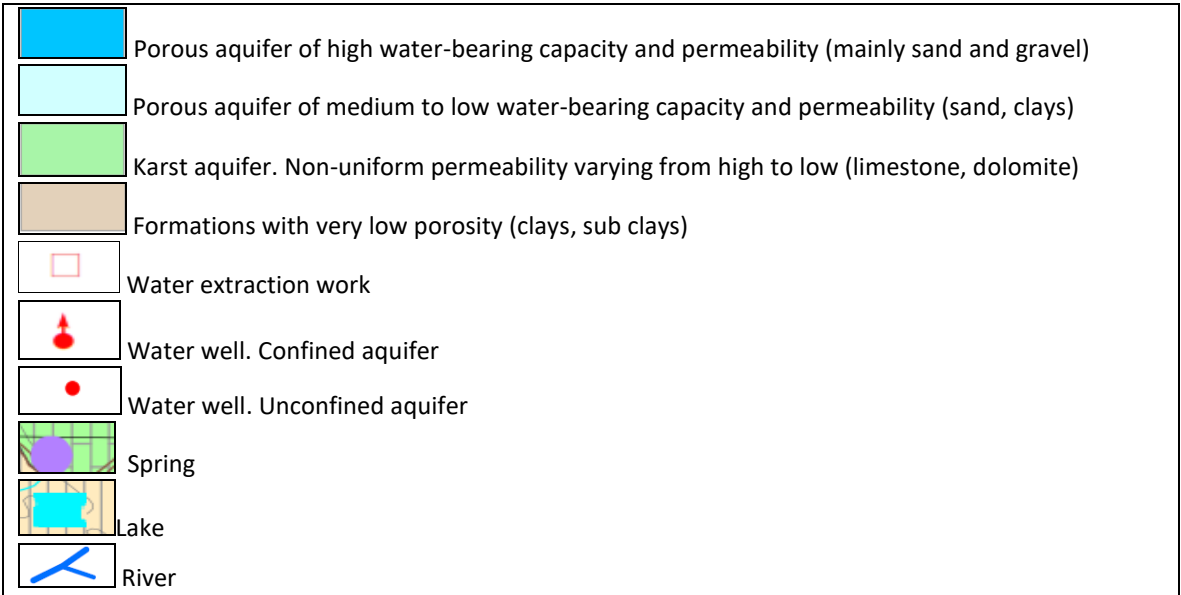 Porous aquifer of high water-bearing capacity and permeability (mainly sand and gravel)
Porous aquifer of medium to low water-bearing capacity and permeability (sand, clays)
Karst aquifer. Non-uniform permeability varying from high to low (limestone, dolomite)
Formations with very low porosity (clays, sub clays)
Water extraction work
Water well. Confined aquifer
Water well. Unconfined aquifer
Spring
Lake
River